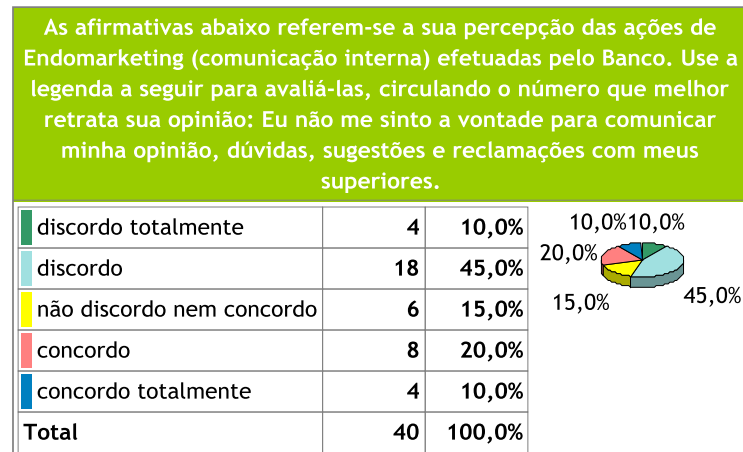 As afirmativas abaixo referem-se a sua percepção das ações de
Endomarketing (comunicação interna) efetuadas pelo Banco. Use a
legenda a seguir para avaliá-las, circulando o número que melhor
retrata sua opinião: Eu não me sinto a vontade para comunicar
minha opinião, dúvidas, sugestões e reclamações com meus
superiores.
discordo totalmente 4 10,0%
discordo 18 45,0%
não discordo nem concordo 6 15,0%
concordo 8 20,0%
concordo totalmente 4 10,0%
Total 40 100,0%
10,0% 10,0%
20,0%
15,0% 45,0%